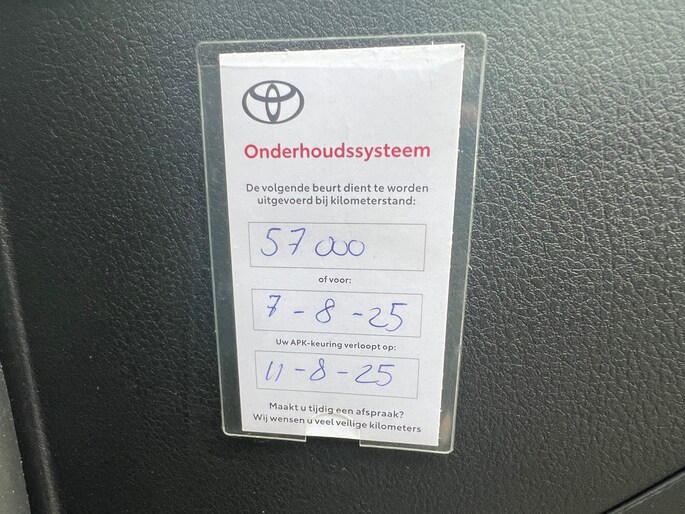 Onderhoudssysteem
De volgende beurt dient te worden
uitgevoerd bij kilometerstand:
57000
of voor:
7-8-25
Uw APK-keuring verloopt op:
11-8-25
Maakt u tijdig een afspraak?
Wij wensen u veel veilige kilometers